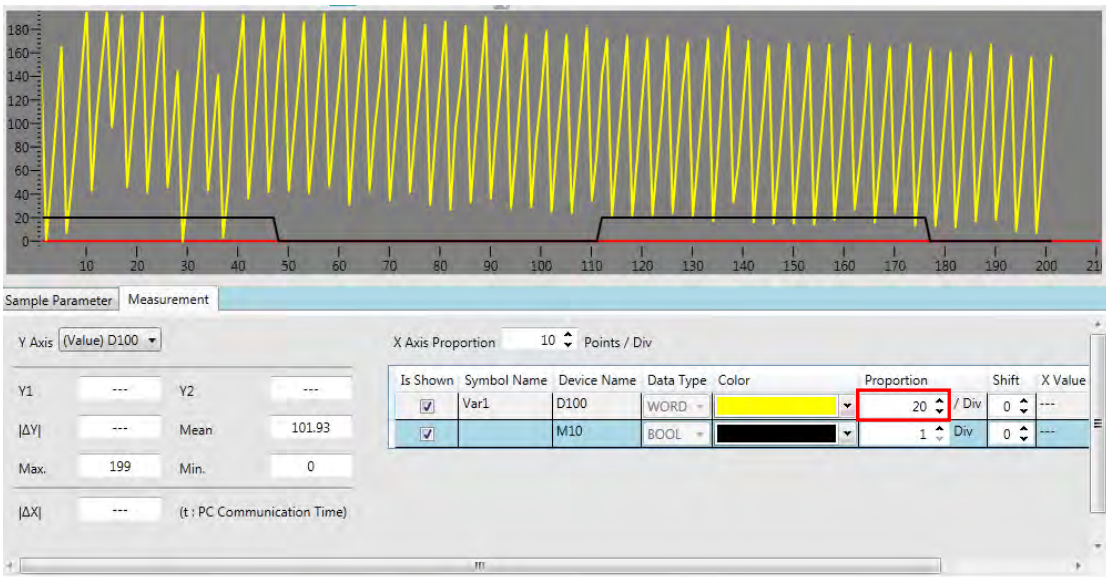 180
160
140
120
100
80
60
40
20
0
10 20 30 40 50 60 70 80 90 100 110 120 130 140 150 160 170 180 190 200 21
Sample Parameter Measurement
Y Axis (Value) D100 X Axis Proportion 10 Points / Div
Is Shown Symbol Name Device Name Data Type Color Proportion Shift X Value
Y1 --- Y2 ---
Var1 D100 WORD 20 / Div 0 ---
|ΔY| --- Mean 101.93
M10 BOOL 1 Div 0 ---
Max. 199 Min. 0
|ΔX| --- (t : PC Communication Time)